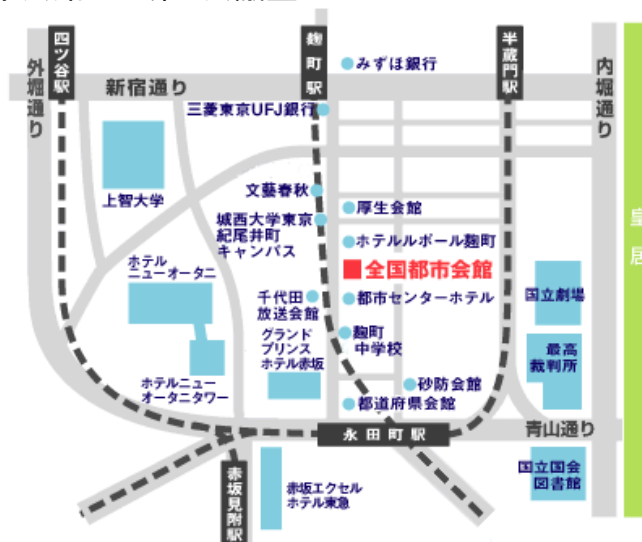 四ツ谷駅
麹町駅
半蔵門駅
外堀通り
内堀通り
新宿通り
みずほ銀行
三菱東京UFJ銀行
上智大学
文藝春秋
城西大学東京
紀尾井町
キャンパス
厚生会館
ホテルルポール麹町
全国都市会館
都市センターホテル
ホテル
ニューオータニ
千代田
放送会館
グランド
プリンス
ホテル赤坂
麹町
中学校
国立劇場
最高
裁判所
皇居
ホテルニュー
オータニタワー
砂防会館
都道府県会館
永田町駅
青山通り
赤坂見附駅
赤坂エクセル
ホテル東急
国立国会
図書館